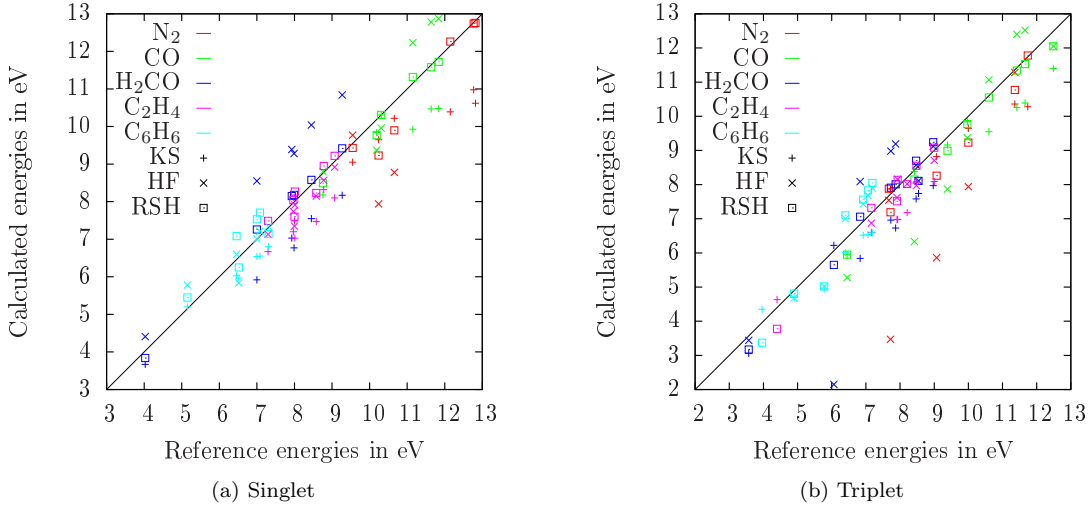 Calculated energies in eV
13
12
11
10
9
8
7
6
5
4
3
N₂
CO
H₂CO
C₂H₄
C₆H₆
KS
HF
RSH
3 4 5 6 7 8 9 10 11 12 13
Reference energies in eV
(a) Singlet
Calculated energies in eV
13
12
11
10
9
8
7
6
5
4
3
2
N₂
CO
H₂CO
C₂H₄
C₆H₆
KS
HF
RSH
2 3 4 5 6 7 8 9 10 11 12 13
Reference energies in eV
(b) Triplet